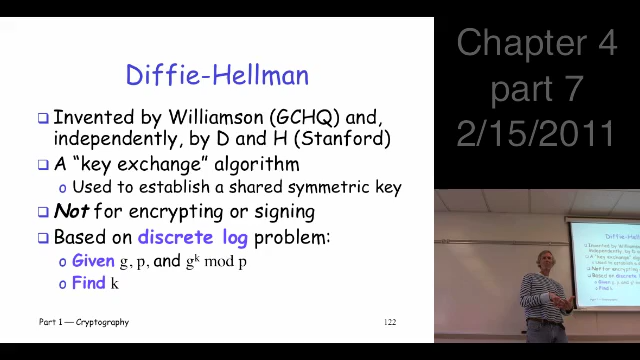 Diffie-Hellman
Invented by Williamson (GCHQ) and,
independently, by D and H (Stanford)
A “key exchange” algorithm
Used to establish a shared symmetric key
Not for encrypting or signing
Based on discrete log problem:
Given g, p, and g^k mod p
Find k
Part 1 — Cryptography
122
Chapter 4
part 7
2/15/2011
Diffie-Hellman